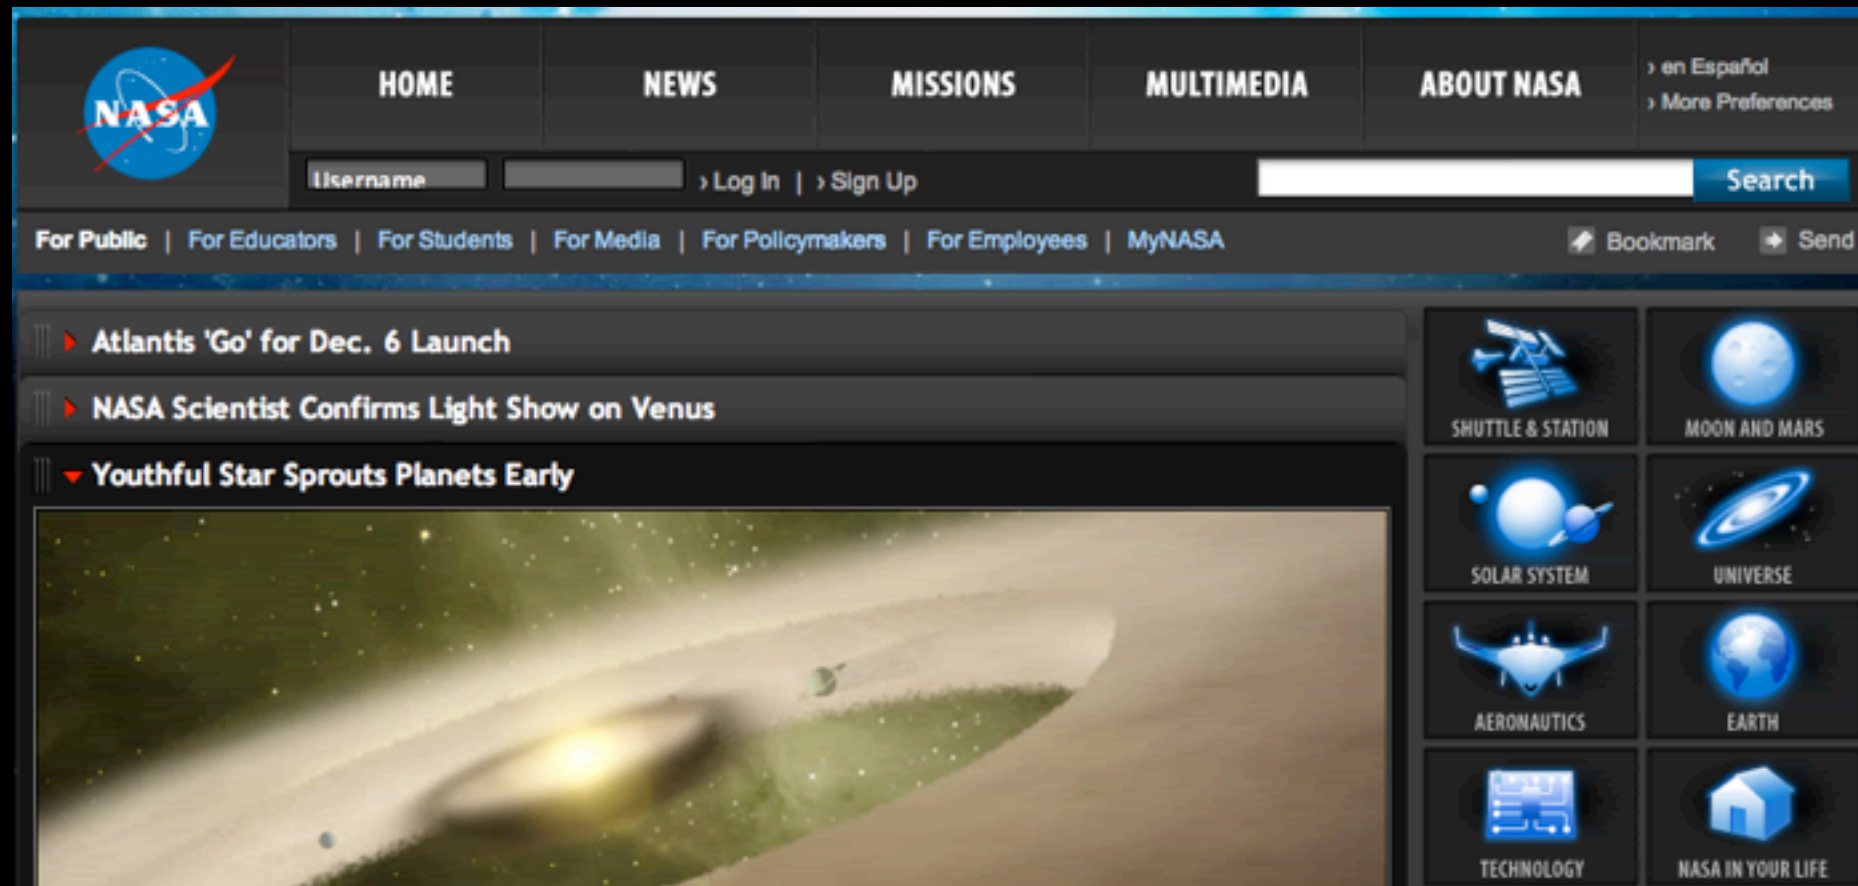 NASA
HOME NEWS MISSIONS MULTIMEDIA ABOUT NASA
› en Español
› More Preferences
Username › Log In | › Sign Up Search
For Public | For Educators | For Students | For Media | For Policymakers | For Employees | MyNASA Bookmark Send
Atlantis 'Go' for Dec. 6 Launch
NASA Scientist Confirms Light Show on Venus
Youthful Star Sprouts Planets Early
SHUTTLE & STATION MOON AND MARS
SOLAR SYSTEM UNIVERSE
AERONAUTICS EARTH
TECHNOLOGY NASA IN YOUR LIFE